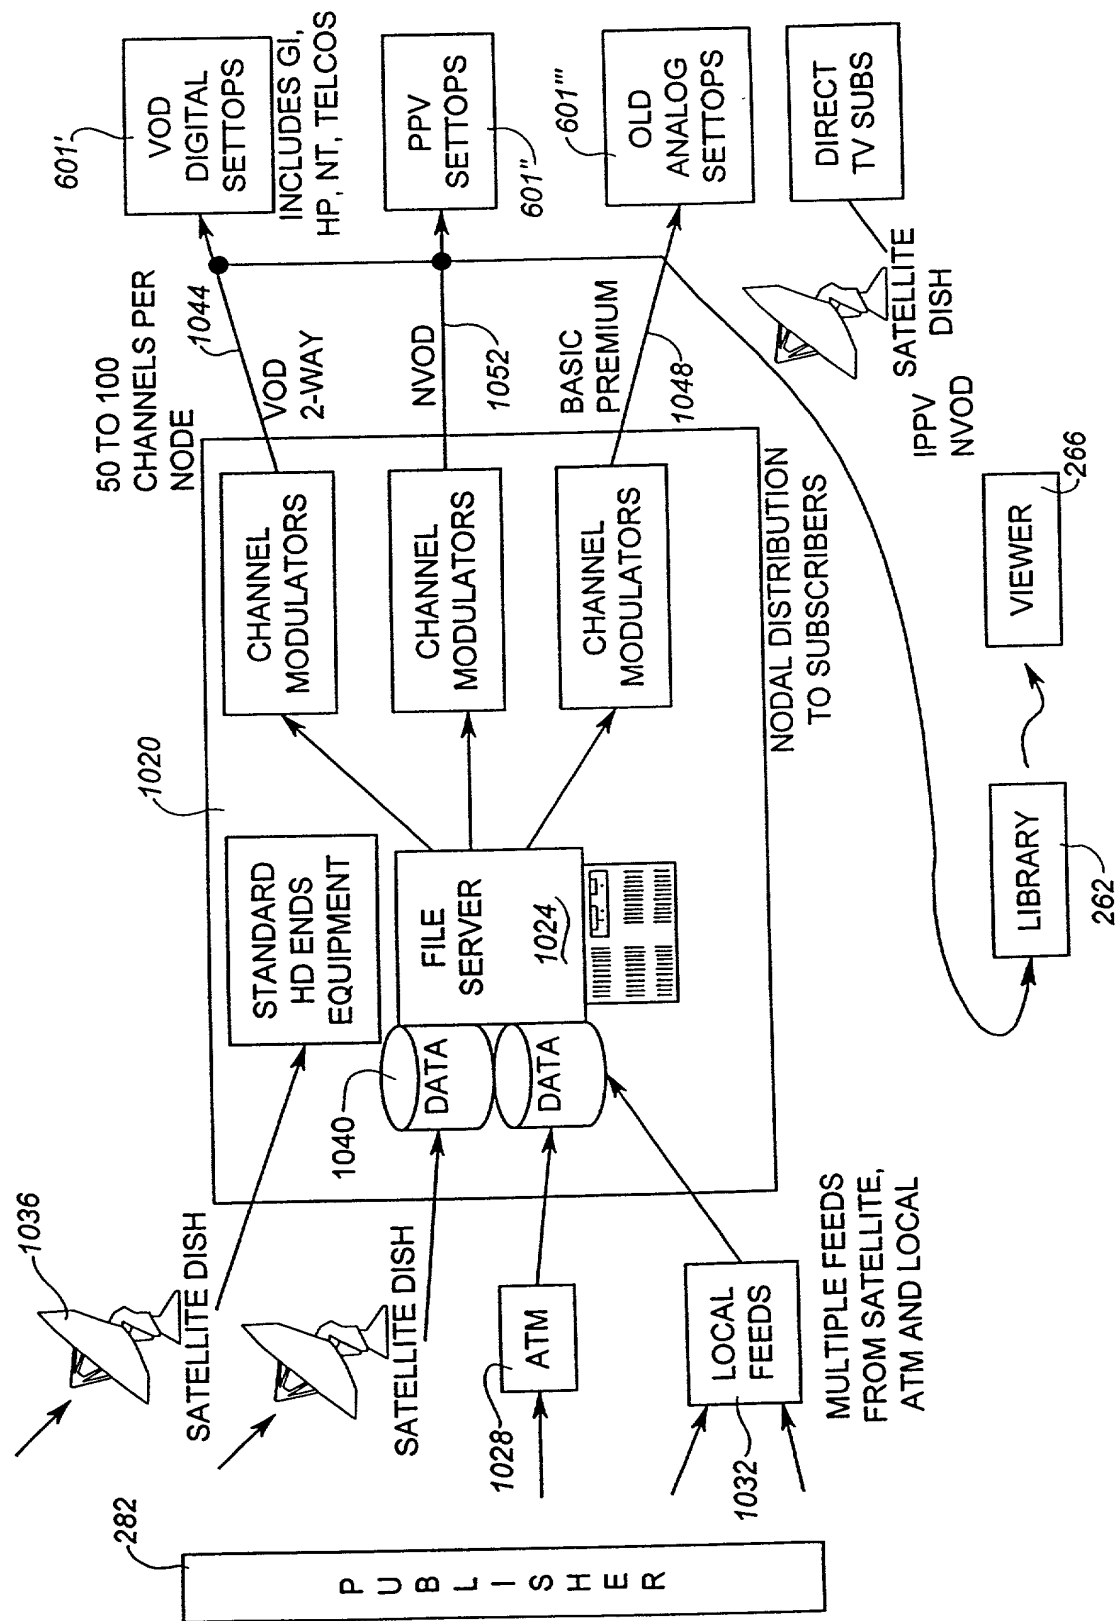 282
PUBLISHER
1036
SATELLITE DISH
SATELLITE DISH
1028
ATM
1032
LOCAL
FEEDS
MULTIPLE FEEDS
FROM SATELLITE,
ATM AND LOCAL
1020
STANDARD
HD ENDS
EQUIPMENT
1040
DATA
DATA
FILE
SERVER
1024
CHANNEL
MODULATORS
CHANNEL
MODULATORS
CHANNEL
MODULATORS
NODAL DISTRIBUTION
TO SUBSCRIBERS
50 TO 100
CHANNELS PER
NODE
1044
VOD
2-WAY
NVOD
1052
BASIC
PREMIUM
1048
601'
VOD
DIGITAL
SETTOPS
INCLUDES GI,
HP, NT, TELCOS
PPV
SETTOPS
601"
601'''
OLD
ANALOG
SETTOPS
DIRECT
TV SUBS
SATELLITE
DISH
IPPV
NVOD
LIBRARY
262
VIEWER
266